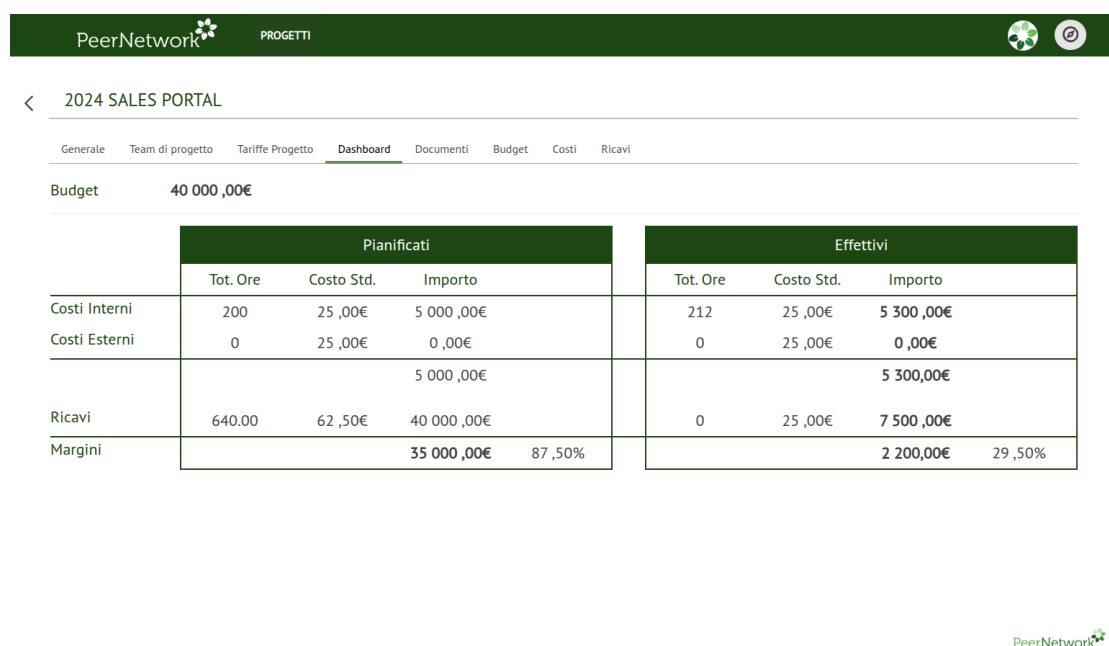 PeerNetwork PROGETTI
2024 SALES PORTAL
Generale Team di progetto Tariffe Progetto Dashboard Documenti Budget Costi Ricavi
Budget 40 000 ,00€
Pianificati Effettivi
Tot. Ore Costo Std. Importo Tot. Ore Costo Std. Importo
Costi Interni 200 25 ,00€ 5 000 ,00€ 212 25 ,00€ 5 300 ,00€
Costi Esterni 0 25 ,00€ 0 ,00€ 0 25 ,00€ 0 ,00€
5 000 ,00€ 5 300,00€
Ricavi 640.00 62 ,50€ 40 000 ,00€ 0 25 ,00€ 7 500 ,00€
Margini 35 000 ,00€ 87 ,50% 2 200,00€ 29 ,50%
PeerNetwork